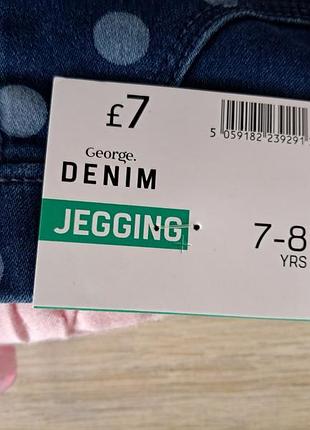 £7
5 059182 239291
George.
DENIM
JEGGING
7-8
YRS